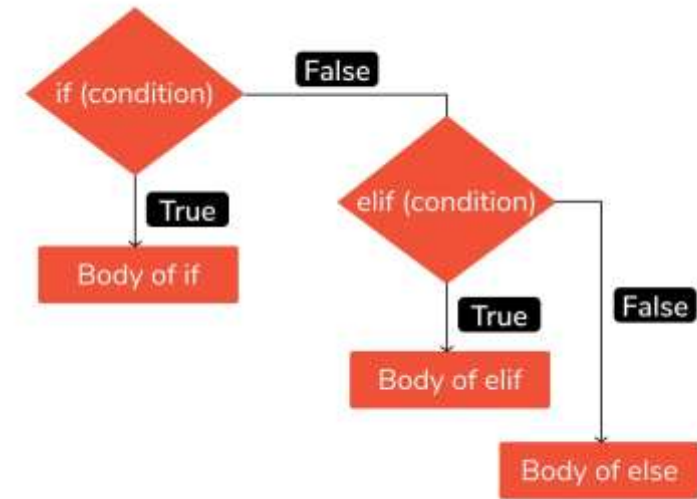 if (condition)
False
True
elif (condition)
Body of if
True
False
Body of elif
Body of else